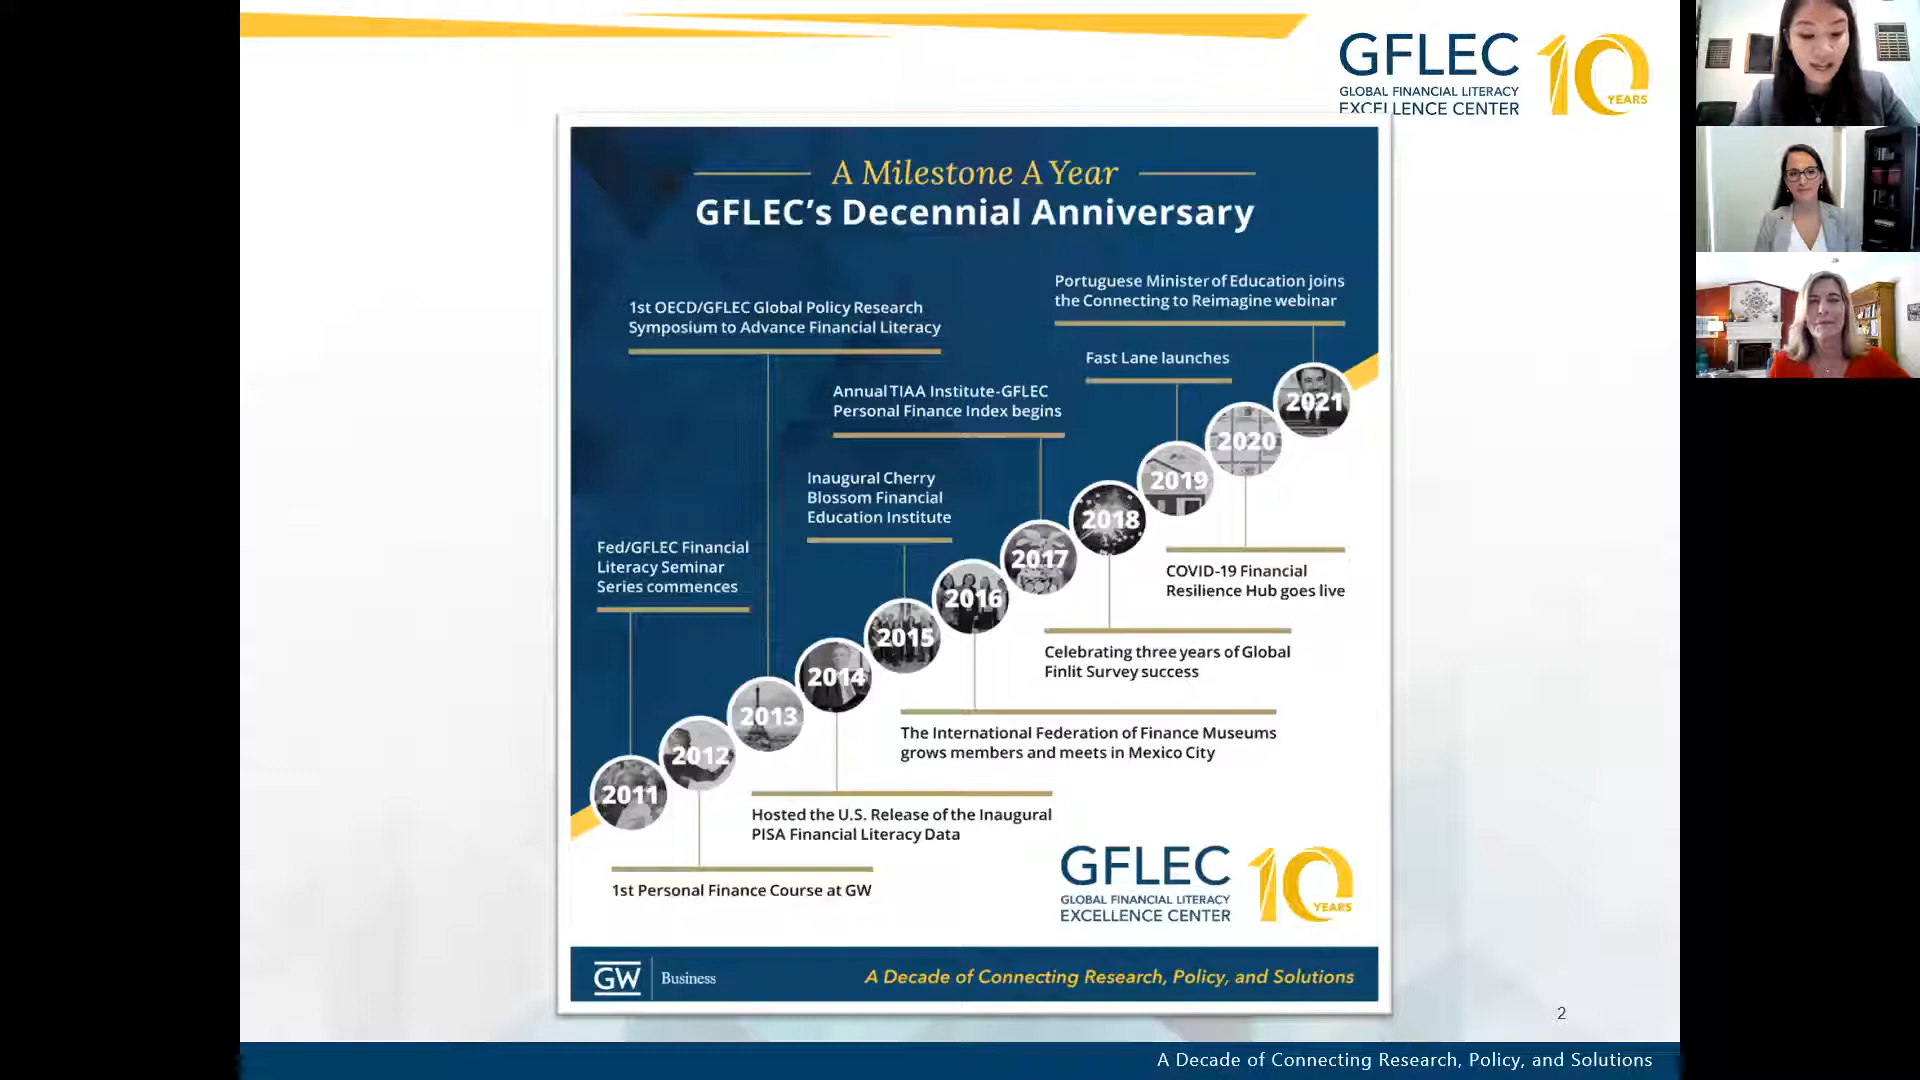 GFLEC
GLOBAL FINANCIAL LITERACY
EXCELLENCE CENTER
10
YEARS
A Milestone A Year
GFLEC's Decennial Anniversary
Portuguese Minister of Education joins
the Connecting to Reimagine webinar
1st OECD/GFLEC Global Policy Research
Symposium to Advance Financial Literacy
Fast Lane launches
Annual TIAA Institute-GFLEC
Personal Finance Index begins
Inaugural Cherry
Blossom Financial
Education Institute
Fed/GFLEC Financial
Literacy Seminar
Series commences
2021
2020
2019
2018
2017
2016
2015
2014
2013
2012
2011
COVID-19 Financial
Resilience Hub goes live
Celebrating three years of Global
Finlit Survey success
The International Federation of Finance Museums
grows members and meets in Mexico City
Hosted the U.S. Release of the Inaugural
PISA Financial Literacy Data
1st Personal Finance Course at GW
GFLEC
GLOBAL FINANCIAL LITERACY
EXCELLENCE CENTER
10
YEARS
GW Business
A Decade of Connecting Research, Policy, and Solutions
2
A Decade of Connecting Research, Policy, and Solutions